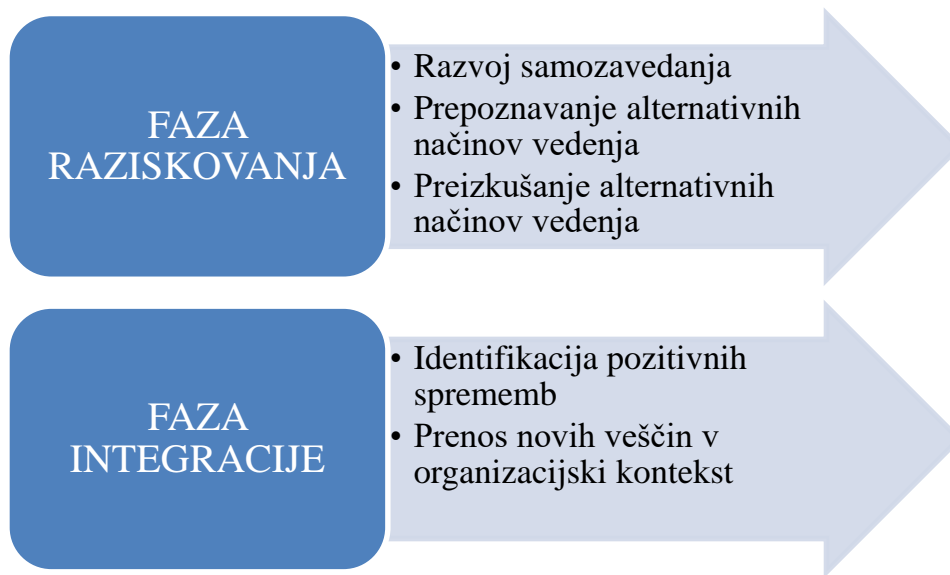 FAZA
RAZISKOVANJA
• Razvoj samozavedanja
• Prepoznavanje alternativnih
načinov vedenja
• Preizkušanje alternativnih
načinov vedenja
FAZA
INTEGRACIJE
• Identifikacija pozitivnih
sprememb
• Prenos novih veščin v
organizacijski kontekst